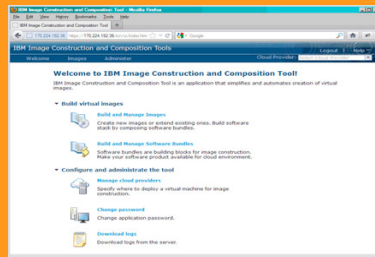 IBM Image Construction and Composition Tool - Mozilla Firefox
File Edit View History Bookmarks Tools Help
IBM Image Construction and Composition Tool
Google
IBM Image Construction and Composition Tools
Logout
Welcome Images Administer
Cloud Provider:
Welcome to IBM Image Construction and Composition Tool!
IBM Image Construction and Composition Tool is an application that simplifies and automates creation of virtual
images.
Build virtual images
Build and Manage Images
Create new images or extend existing ones. Build software
stack by composing software bundles.
Build and Manage Software Bundles
Software bundles are building blocks for image construction.
Make your software product available for cloud environment.
Configure and administrate the tool
Manage cloud providers
Specify where to deploy a virtual machine for image
construction.
Change password
Change application password.
Download logs
Download logs from the server.